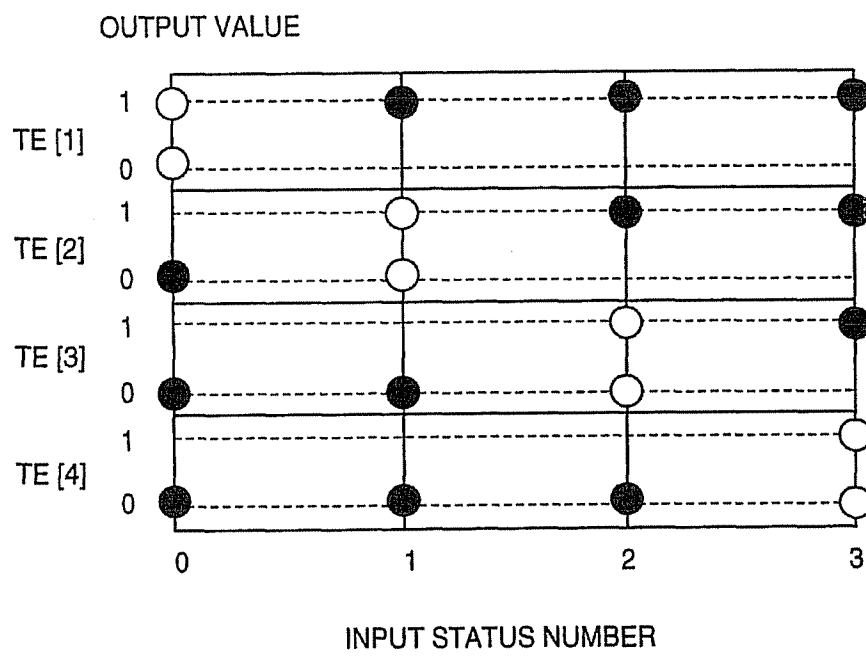 OUTPUT VALUE
1
TE [1]
0
1
TE [2]
0
1
TE [3]
0
1
TE [4]
0
0 1 2 3
INPUT STATUS NUMBER